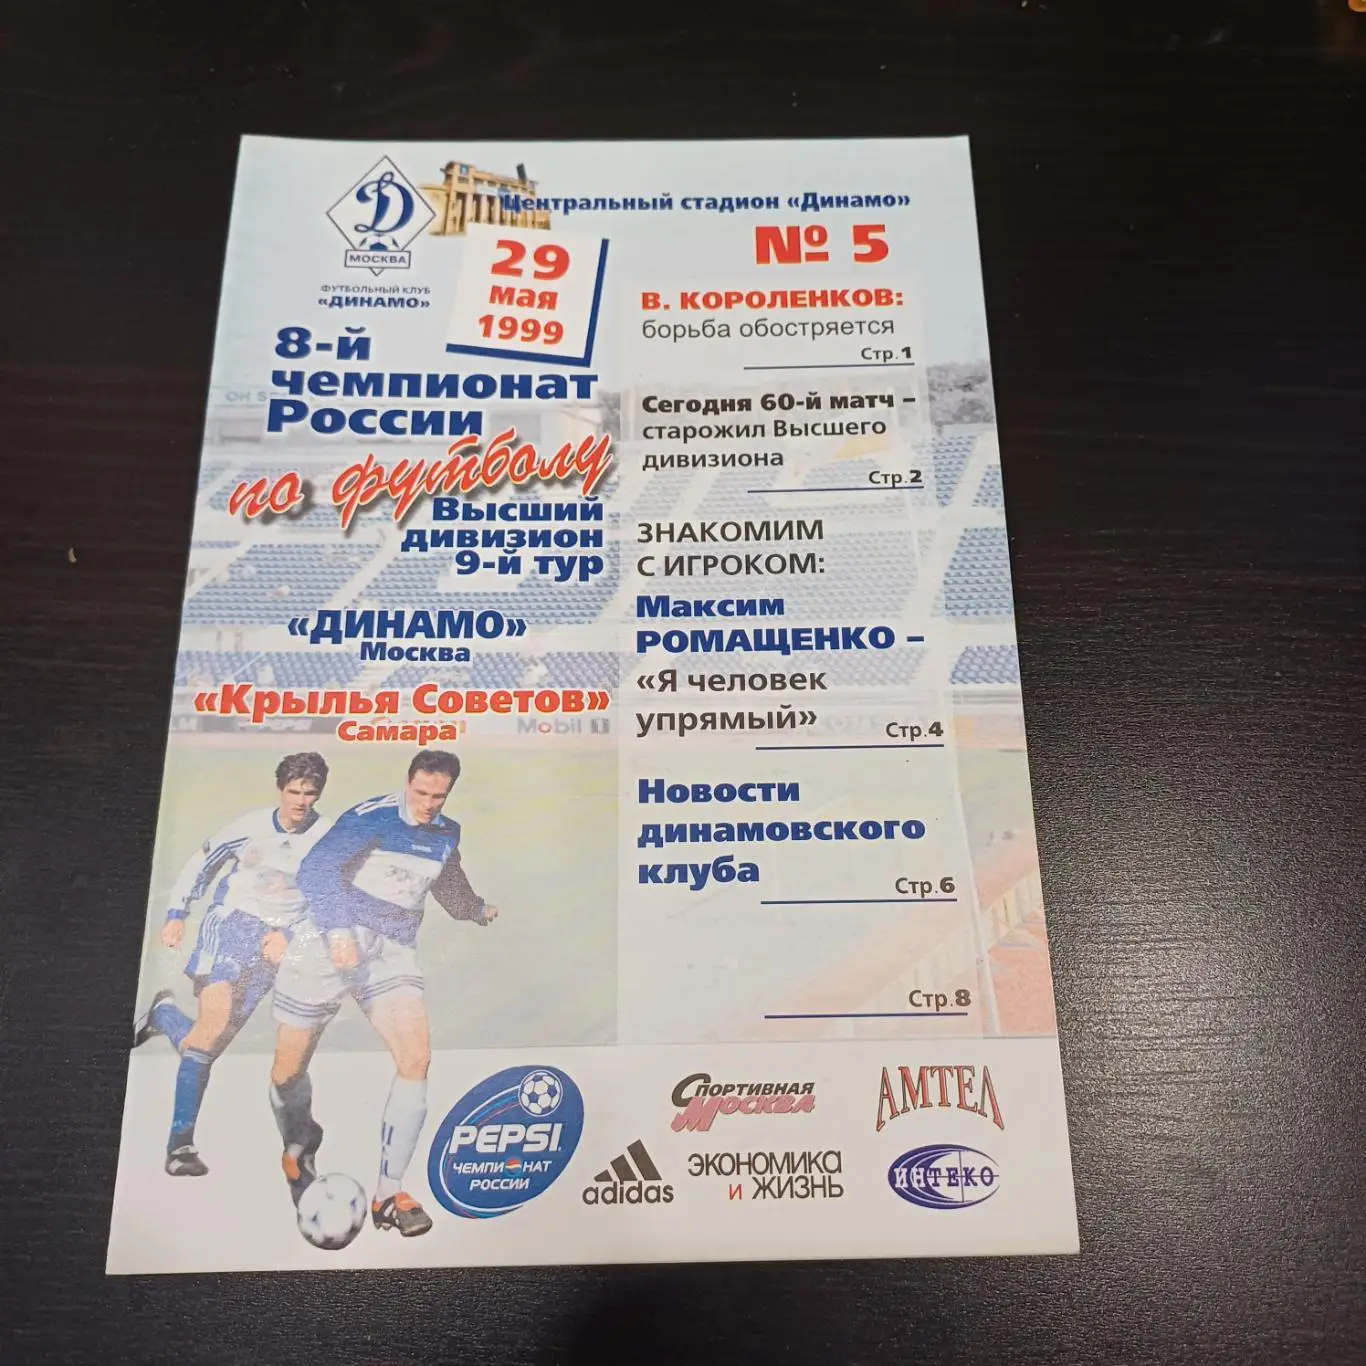 Д
МОСКВА
ФУТБОЛЬНЫЙ КЛУБ
«ДИНАМО»
Центральный стадион «Динамо»
29
мая
1999
№ 5
8-й
чемпионат
России
по футболу
Высший
дивизион
9-й тур
«ДИНАМО»
Москва
«Крылья Советов»
Самара
В. КОРОЛЕНКОВ:
борьба обостряется
Стр.1
Сегодня 60-й матч –
старожил Высшего
дивизиона
Стр.2
ЗНАКОМИМ
С ИГРОКОМ:
Максим
РОМАЩЕНКО –
«Я человек
упрямый»
Стр.4
Новости
динамовского
клуба
Стр.6
Стр.8
PEPSI
Mobil 1
PEPSI.
ЧЕМПИОНАТ
РОССИИ
СПОРТИВНАЯ
МОСКВА
АМТЕЛ
adidas
ЭКОНОМИКА
и ЖИЗНЬ
ИНТЕКО